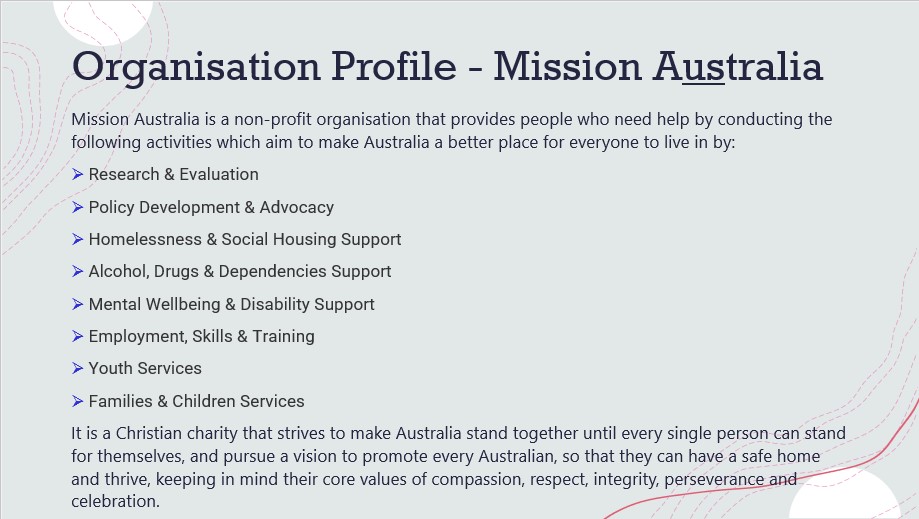 Organisation Profile - Mission Australia
Mission Australia is a non-profit organisation that provides people who need help by conducting the
following activities which aim to make Australia a better place for everyone to live in by:
Research & Evaluation
Policy Development & Advocacy
Homelessness & Social Housing Support
Alcohol, Drugs & Dependencies Support
Mental Wellbeing & Disability Support
Employment, Skills & Training
Youth Services
Families & Children Services
It is a Christian charity that strives to make Australia stand together until every single person can stand
for themselves, and pursue a vision to promote every Australian, so that they can have a safe home
and thrive, keeping in mind their core values of compassion, respect, integrity, perseverance and
celebration.